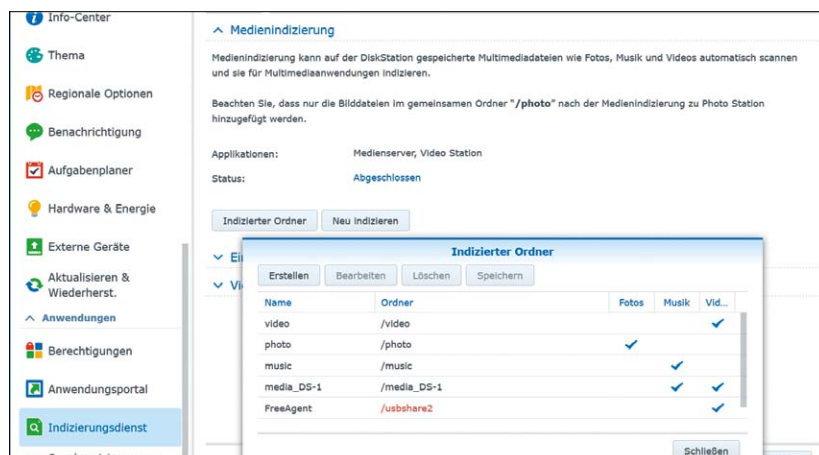 Info-Center
Thema
Regionale Optionen
Benachrichtigung
Aufgabenplaner
Hardware & Energie
Externe Geräte
Aktualisieren &
Wiederherst.
Anwendungen
Berechtigungen
Anwendungsportal
Indizierungsdienst
Medienindizierung
Medienindizierung kann auf der DiskStation gespeicherte Multimediadateien wie Fotos, Musik und Videos automatisch scannen
und sie für Multimediaanwendungen indizieren.
Beachten Sie, dass nur die Bilddateien im gemeinsamen Ordner "/photo" nach der Medienindizierung zu Photo Station
hinzugefügt werden.
Applikationen: Medienserver, Video Station
Status: Abgeschlossen
Indizierter Ordner Neu indizieren
Indizierter Ordner
Erstellen Bearbeiten Löschen Speichern
Name Ordner Fotos Musik Vid...
video /video
photo /photo
music /music
media_DS-1 /media_DS-1
FreeAgent /usbshare2
Schließen